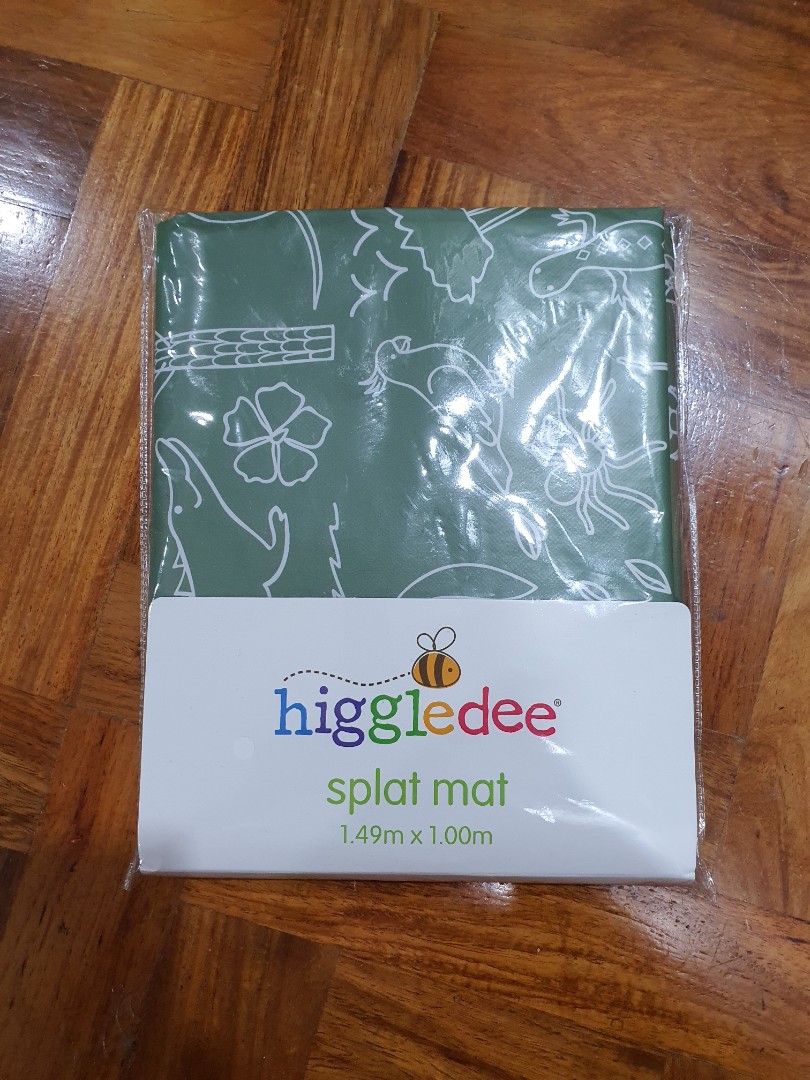 higgledee®
splat mat
1.49m x 1.00m